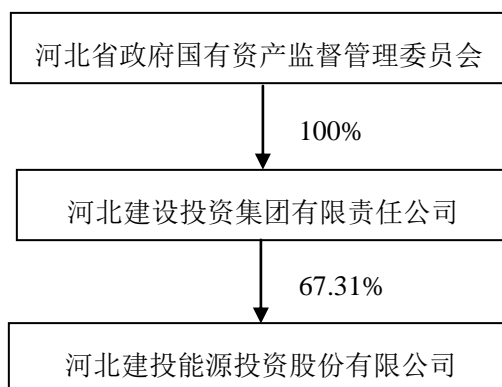 河北省政府国有资产监督管理委员会
100%
河北建设投资集团有限责任公司
67.31%
河北建投能源投资股份有限公司